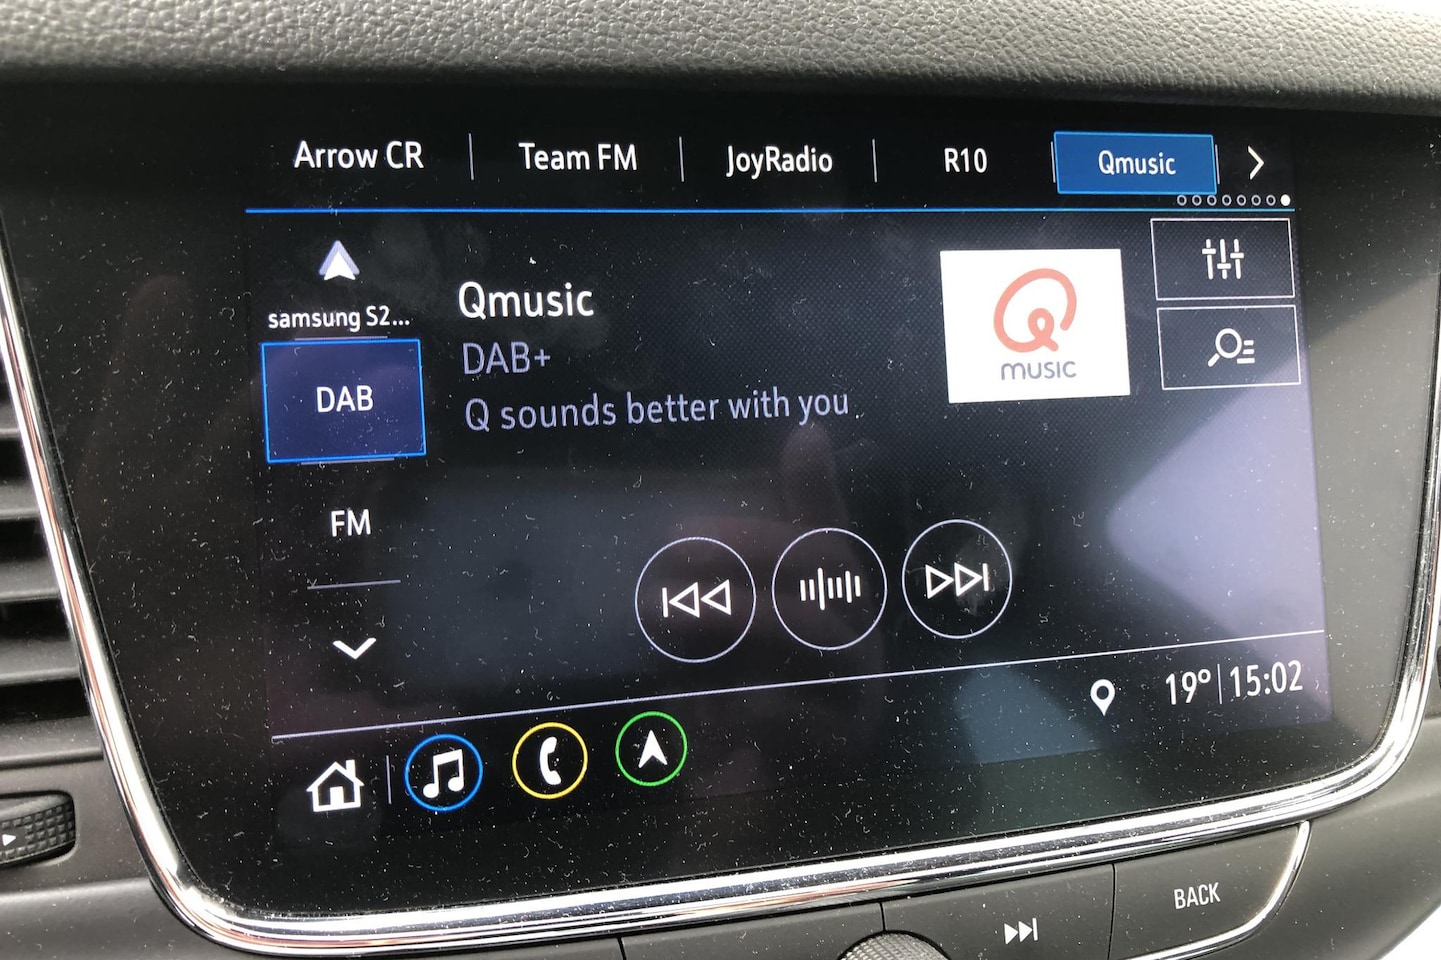 Arrow CR
Team FM
JoyRadio
R10
Qmusic
samsung S2...
DAB
FM
Qmusic
DAB+
Q sounds better with you
MUSIC
19° 15:02
BACK